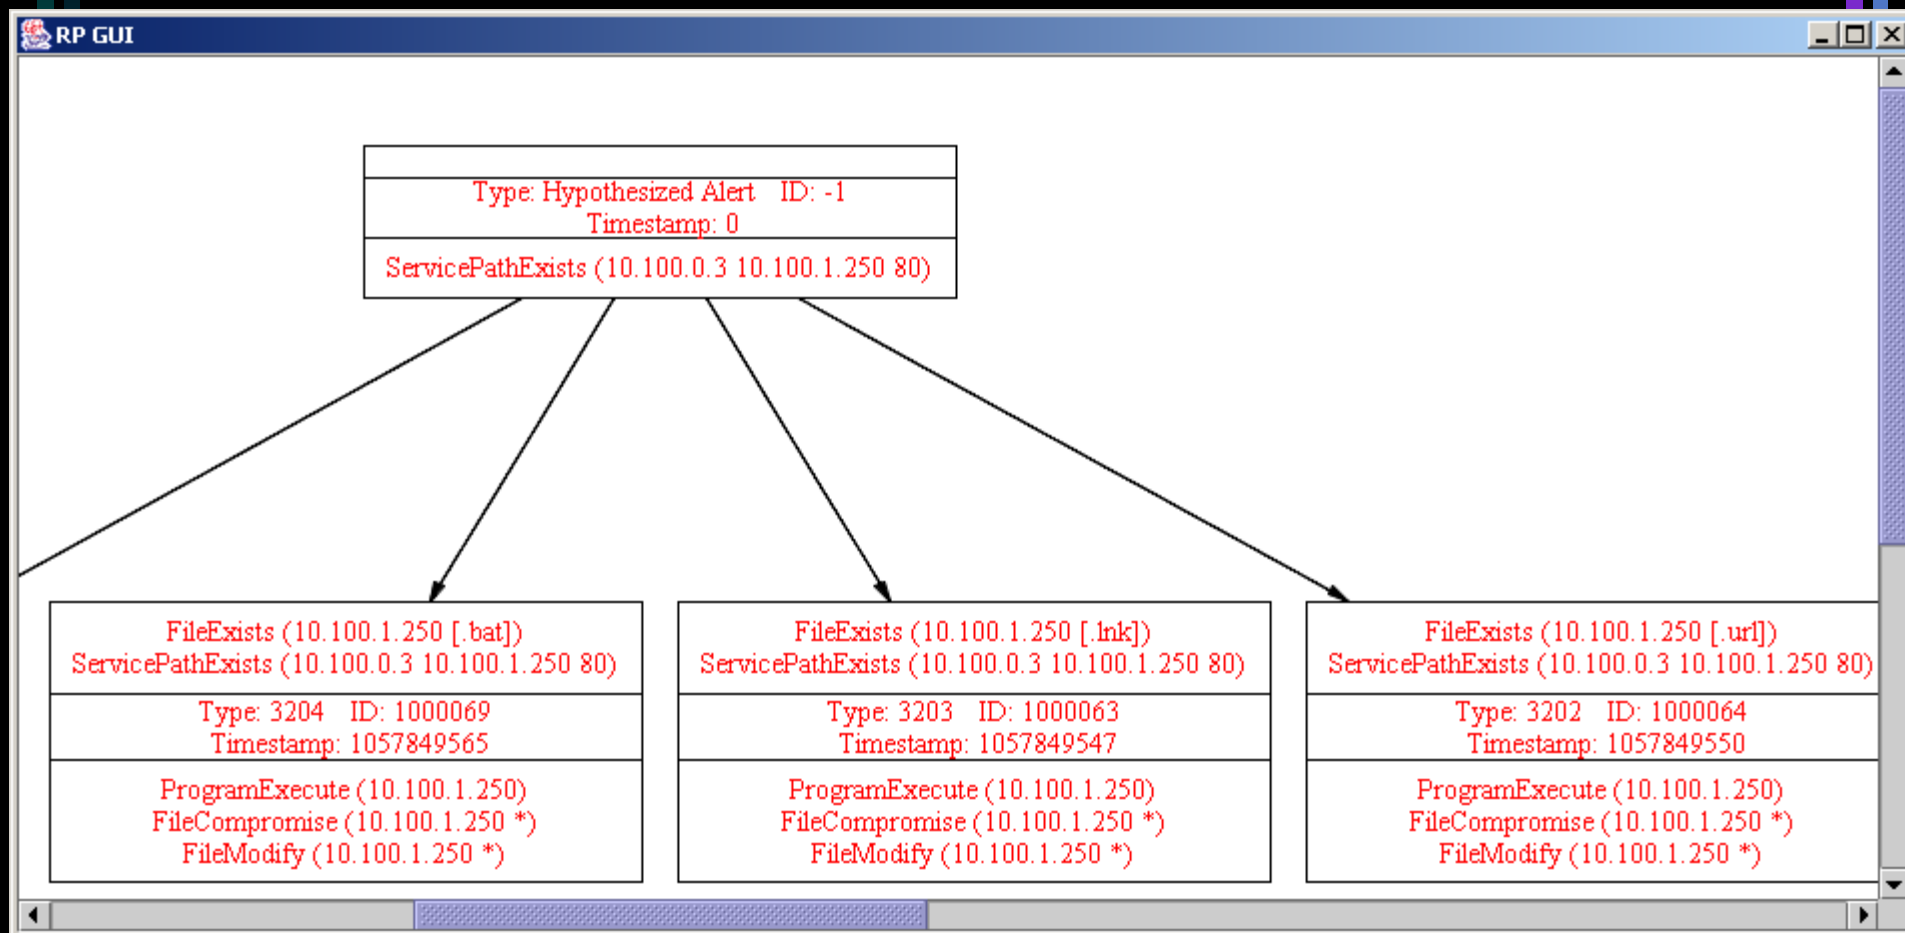 RP GUI
Type: Hypothesized Alert ID: -1
Timestamp: 0
ServicePathExists (10.100.0.3 10.100.1.250 80)
FileExists (10.100.1.250 [.bat])
ServicePathExists (10.100.0.3 10.100.1.250 80)
Type: 3204 ID: 1000069
Timestamp: 1057849565
ProgramExecute (10.100.1.250)
FileCompromise (10.100.1.250 *)
FileModify (10.100.1.250 *)
FileExists (10.100.1.250 [.lnk])
ServicePathExists (10.100.0.3 10.100.1.250 80)
Type: 3203 ID: 1000063
Timestamp: 1057849547
ProgramExecute (10.100.1.250)
FileCompromise (10.100.1.250 *)
FileModify (10.100.1.250 *)
FileExists (10.100.1.250 [.url])
ServicePathExists (10.100.0.3 10.100.1.250 80)
Type: 3202 ID: 1000064
Timestamp: 1057849550
ProgramExecute (10.100.1.250)
FileCompromise (10.100.1.250 *)
FileModify (10.100.1.250 *)